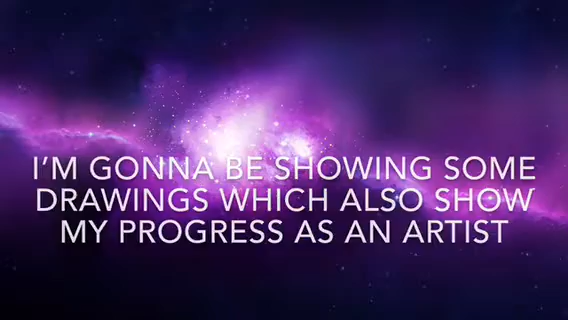 I'M GONNA BE SHOWING SOME
DRAWINGS WHICH ALSO SHOW
MY PROGRESS AS AN ARTIST